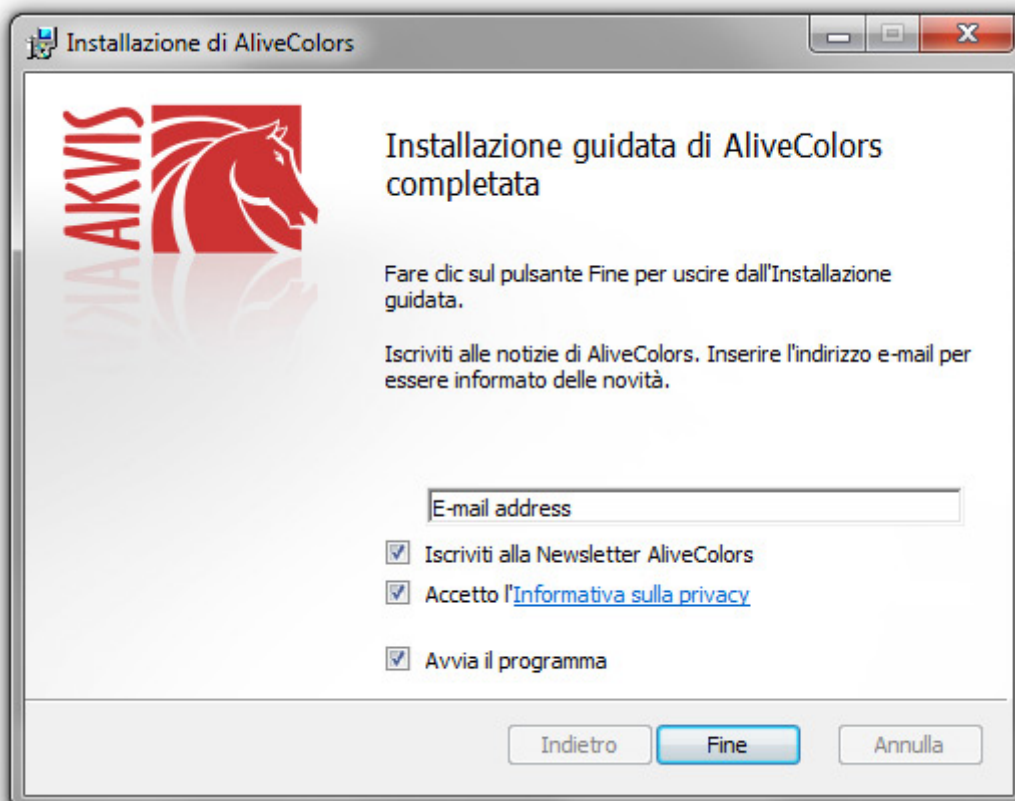 Installazione di AliveColors
AKVIS
Installazione guidata di AliveColors
completata
Fare clic sul pulsante Fine per uscire dall'Installazione
guidata.
Iscriviti alle notizie di AliveColors. Inserire l'indirizzo e-mail per
essere informato delle novità.
E-mail address
Iscriviti alla Newsletter AliveColors
Accetto l'Informativa sulla privacy
Avvia il programma
Indietro
Fine
Annulla